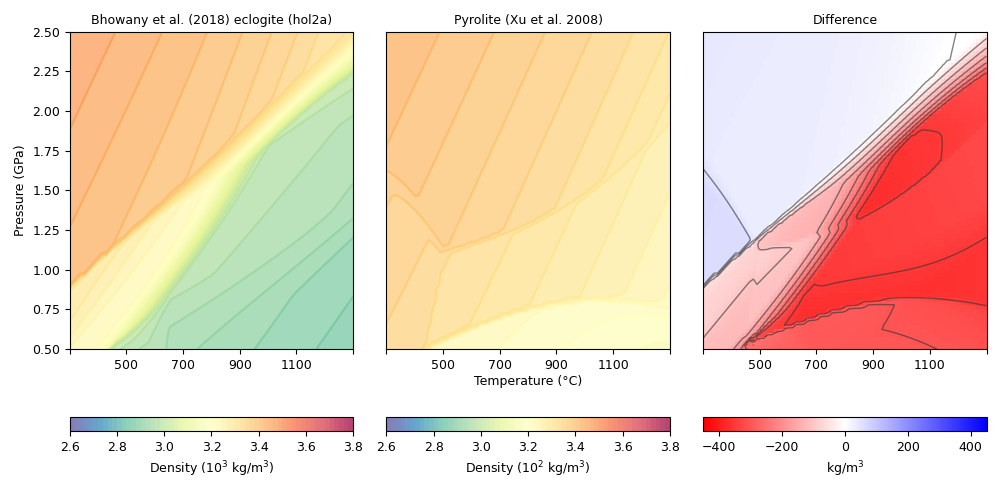 Bhowany et al. (2018) eclogite (hol2a)
Pyrolite (Xu et al. 2008)
Difference
2.50
2.25
2.00
1.75
1.50
1.25
1.00
0.75
0.50
Pressure (GPa)
500 700 900 1100
500 700 900 1100
500 700 900 1100
Temperature (°C)
2.6 2.8 3.0 3.2 3.4 3.6 3.8
2.6 2.8 3.0 3.2 3.4 3.6 3.8
−400 −200 0 200 400
Density (10³ kg/m³)
Density (10² kg/m³)
kg/m³